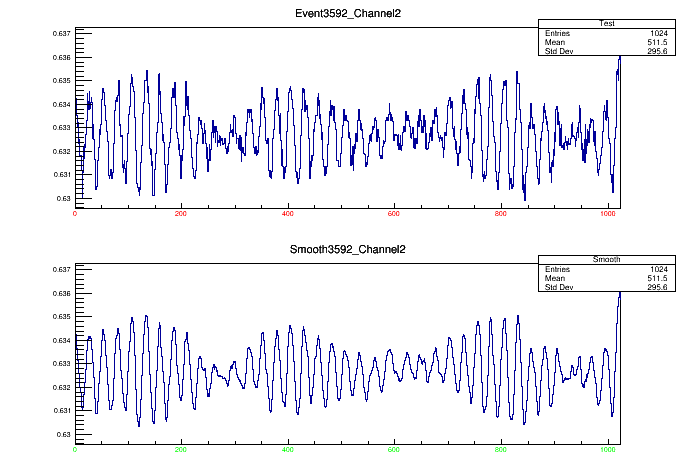 Event3592_Channel2
Test
Entries 1024
Mean 511.5
Std Dev 295.6
0.637
0.636
0.635
0.634
0.633
0.632
0.631
0.63
0 200 400 600 800 1000
Smooth3592_Channel2
Smooth
Entries 1024
Mean 511.5
Std Dev 295.6
0.637
0.636
0.635
0.634
0.633
0.632
0.631
0.63
0 200 400 600 800 1000